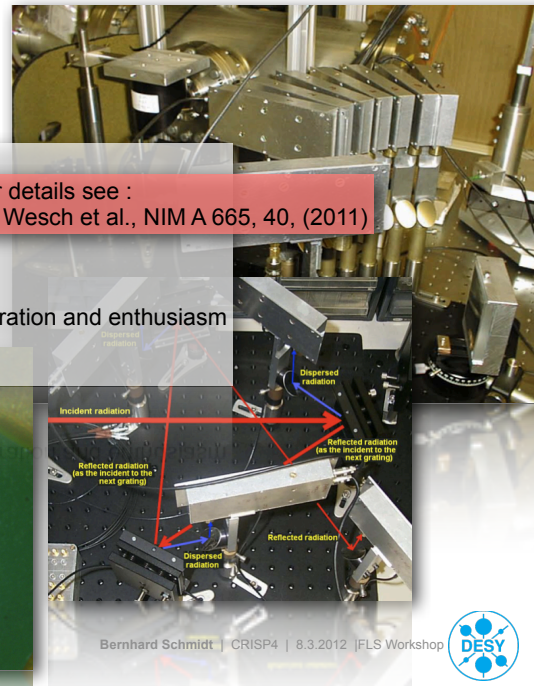 r details see :
Wesch et al., NIM A 665, 40, (2011)
ration and enthusiasm
Dispersed
radiation
Dispersed
radiation
Incident radiation
Reflected radiation
(as the incident to the
next grating)
Reflected radiation
(as the incident to
next grating)
Reflected radiation
Dispersed
radiation
Bernhard Schmidt | CRISP4 | 8.3.2012 |FLS Workshop
DESY